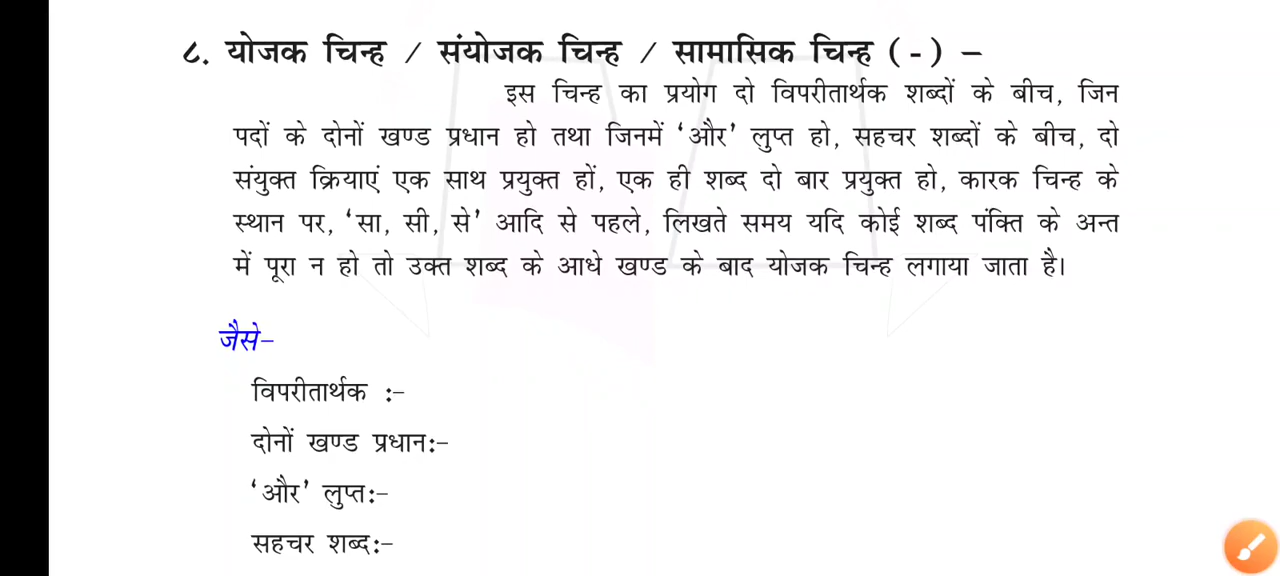 ८. योजक चिन्ह / संयोजक चिन्ह / सामासिक चिन्ह (-) –
इस चिन्ह का प्रयोग दो विपरीतार्थक शब्दों के बीच, जिन
पदों के दोनों खण्ड प्रधान हो तथा जिनमें ‘और’ लुप्त हो, सहचर शब्दों के बीच, दो
संयुक्त क्रियाएं एक साथ प्रयुक्त हों, एक ही शब्द दो बार प्रयुक्त हो, कारक चिन्ह के
स्थान पर, ‘सा, सी, से’ आदि से पहले, लिखते समय यदि कोई शब्द पंक्ति के अन्त
में पूरा न हो तो उक्त शब्द के आधे खण्ड के बाद योजक चिन्ह लगाया जाता है।
जैसे–
विपरीतार्थक :–
दोनों खण्ड प्रधान:–
‘और’ लुप्त:–
सहचर शब्द:–